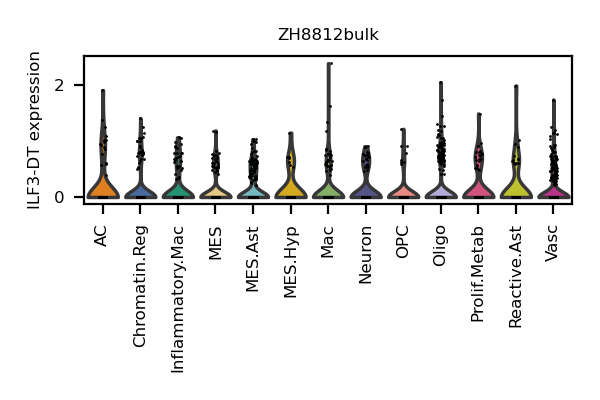 ZH8812bulk
ILF3-DT expression
2
0
AC
Chromatin.Reg
Inflammatory.Mac
MES
MES.Ast
MES.Hyp
Mac
Neuron
OPC
Oligo
Prolif.Metab
Reactive.Ast
Vasc